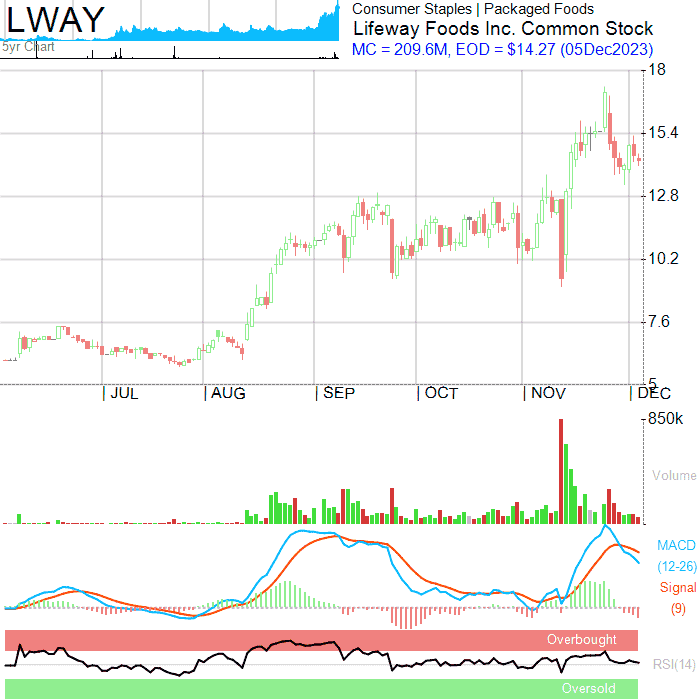 LWAY
5yr Chart
Consumer Staples | Packaged Foods
Lifeway Foods Inc. Common Stock
MC = 209.6M, EOD = $14.27 (05Dec2023)
18
15.4
12.8
10.2
7.6
5
| JUL | AUG | SEP | OCT | NOV | DEC
850k
Volume
MACD
(12-26)
Signal
(9)
Overbought
RSI(14)
Oversold